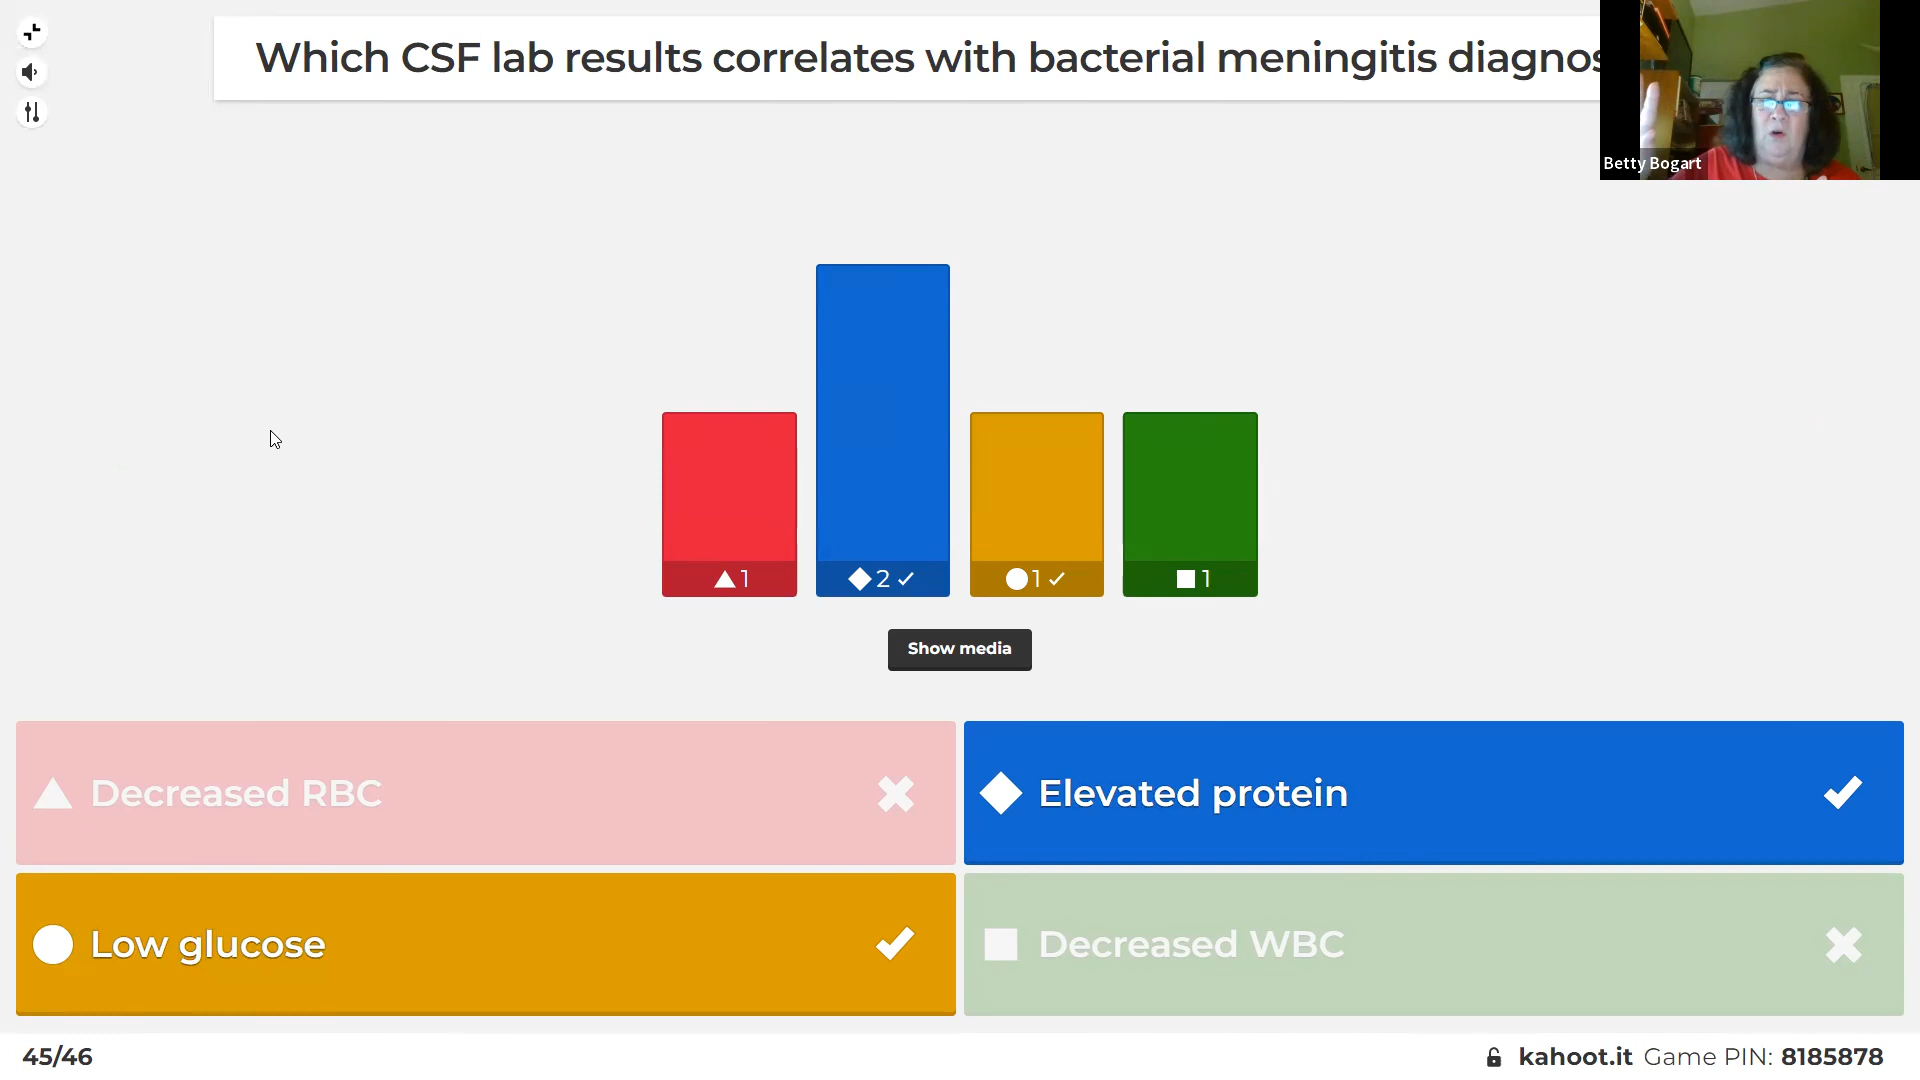 Which CSF lab results correlates with bacterial meningitis diagnos
Betty Bogart
1
2
1
1
Show media
Decreased RBC
Elevated protein
Low glucose
Decreased WBC
45/46
kahoot.it Game PIN: 8185878